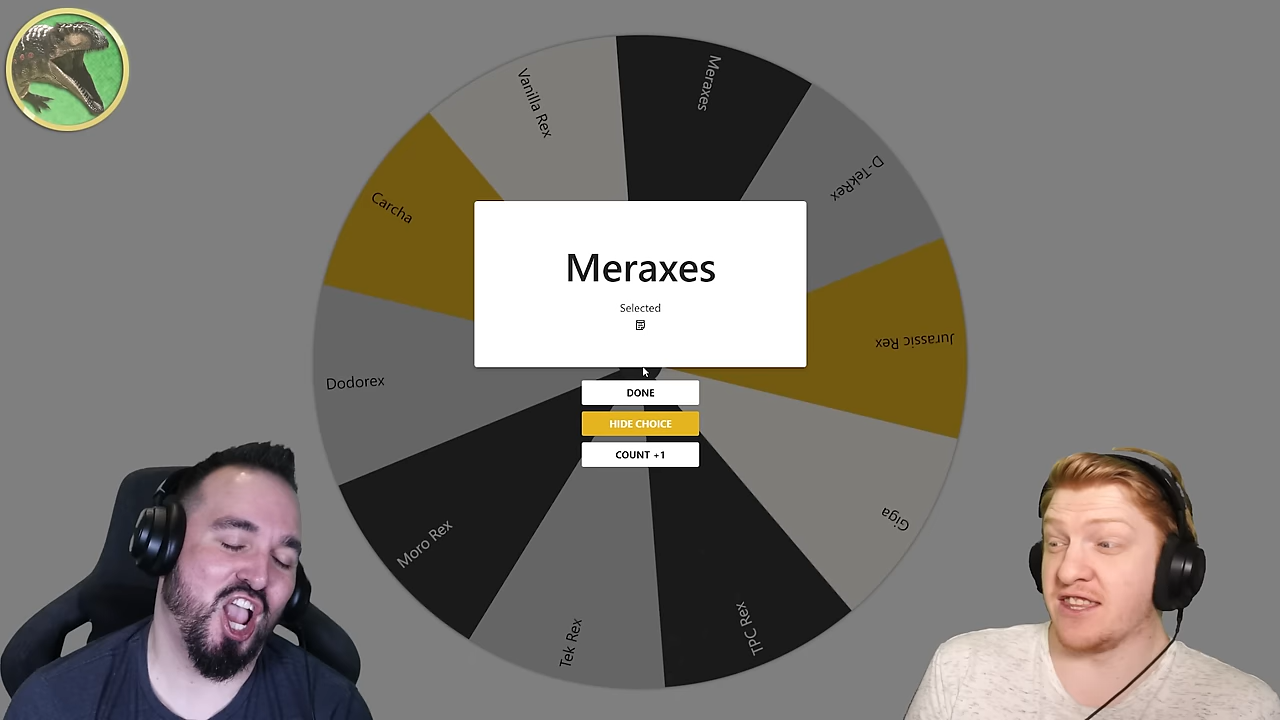 Vanilla Rex
Meraxes
D-TekRex
Carcha
Jurassic Rex
Dodorex
Giga
Moro Rex
Tek Rex
TPC Rex
Meraxes
Selected
DONE
HIDE CHOICE
COUNT +1